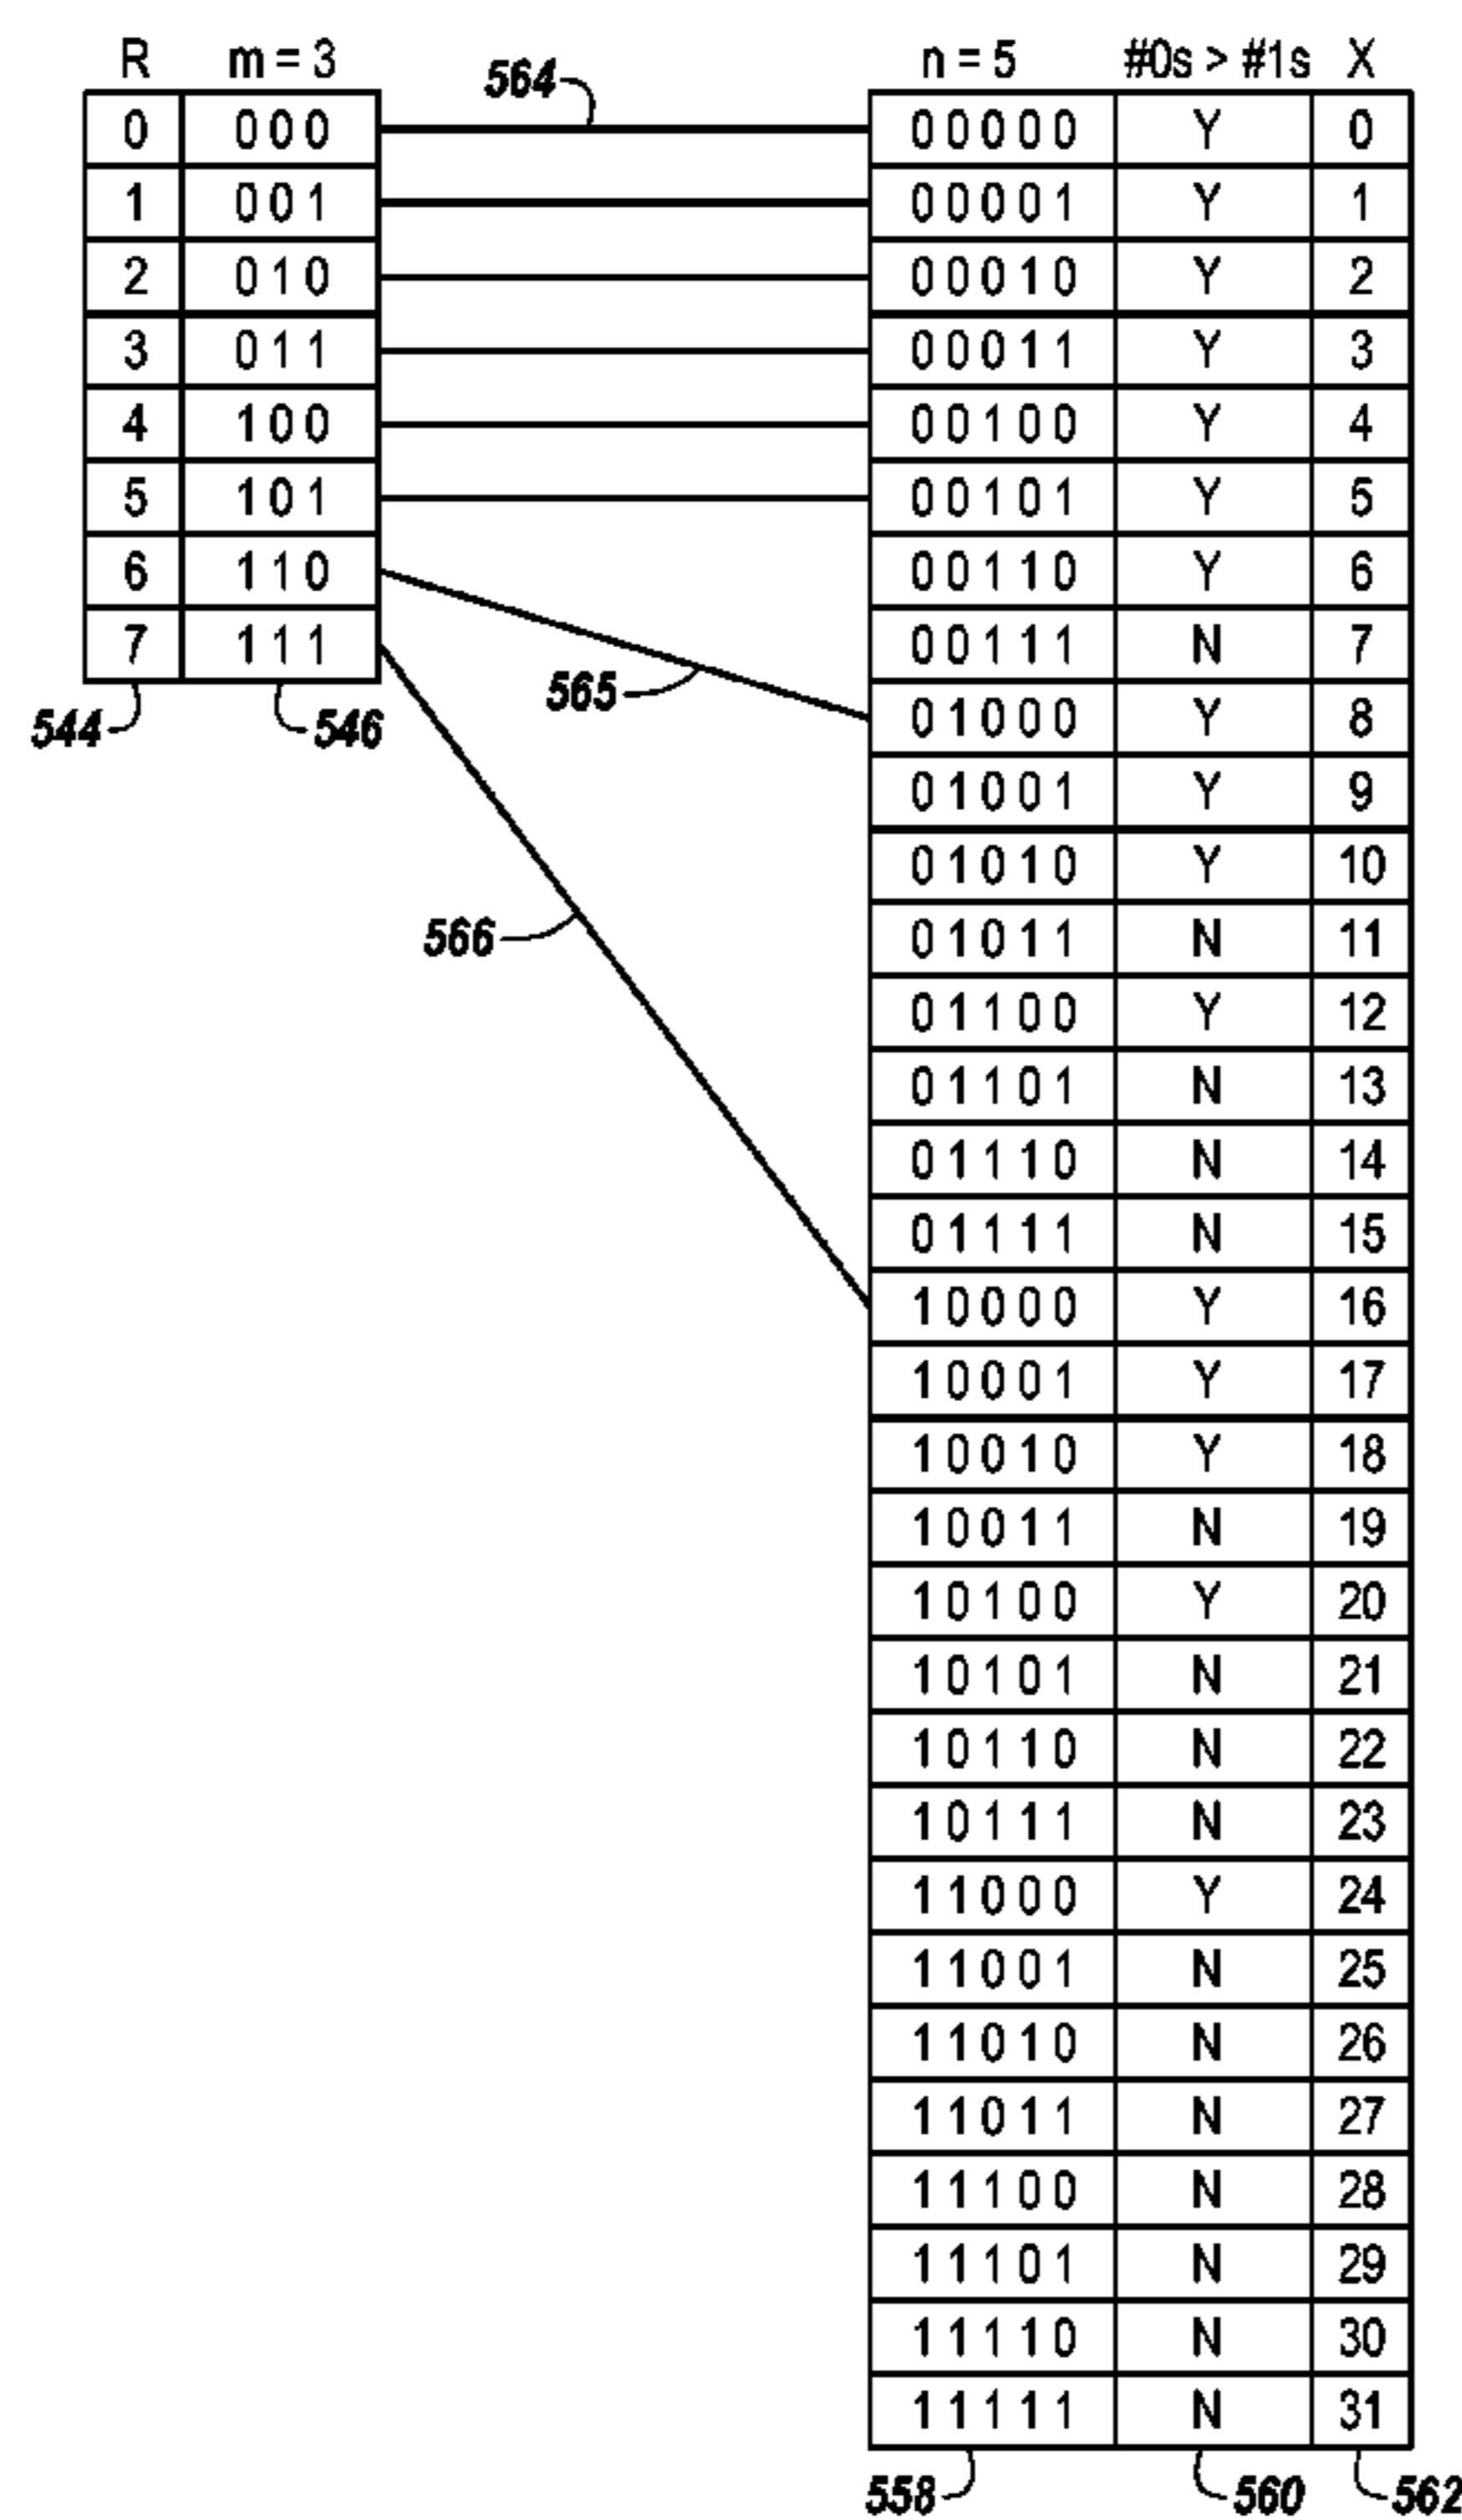 R m = 3 564 n = 5 #0s > #1s X
0 000 00000 Y 0
1 001 00001 Y 1
2 010 00010 Y 2
3 011 00011 Y 3
4 100 00100 Y 4
5 101 00101 Y 5
6 110 00110 Y 6
7 111 00111 N 7
544 546 565 01000 Y 8
01001 Y 9
01010 Y 10
566 01011 N 11
01100 Y 12
01101 N 13
01110 N 14
01111 N 15
10000 Y 16
10001 Y 17
10010 Y 18
10011 N 19
10100 Y 20
10101 N 21
10110 N 22
10111 N 23
11000 Y 24
11001 N 25
11010 N 26
11011 N 27
11100 N 28
11101 N 29
11110 N 30
11111 N 31
558 560 562